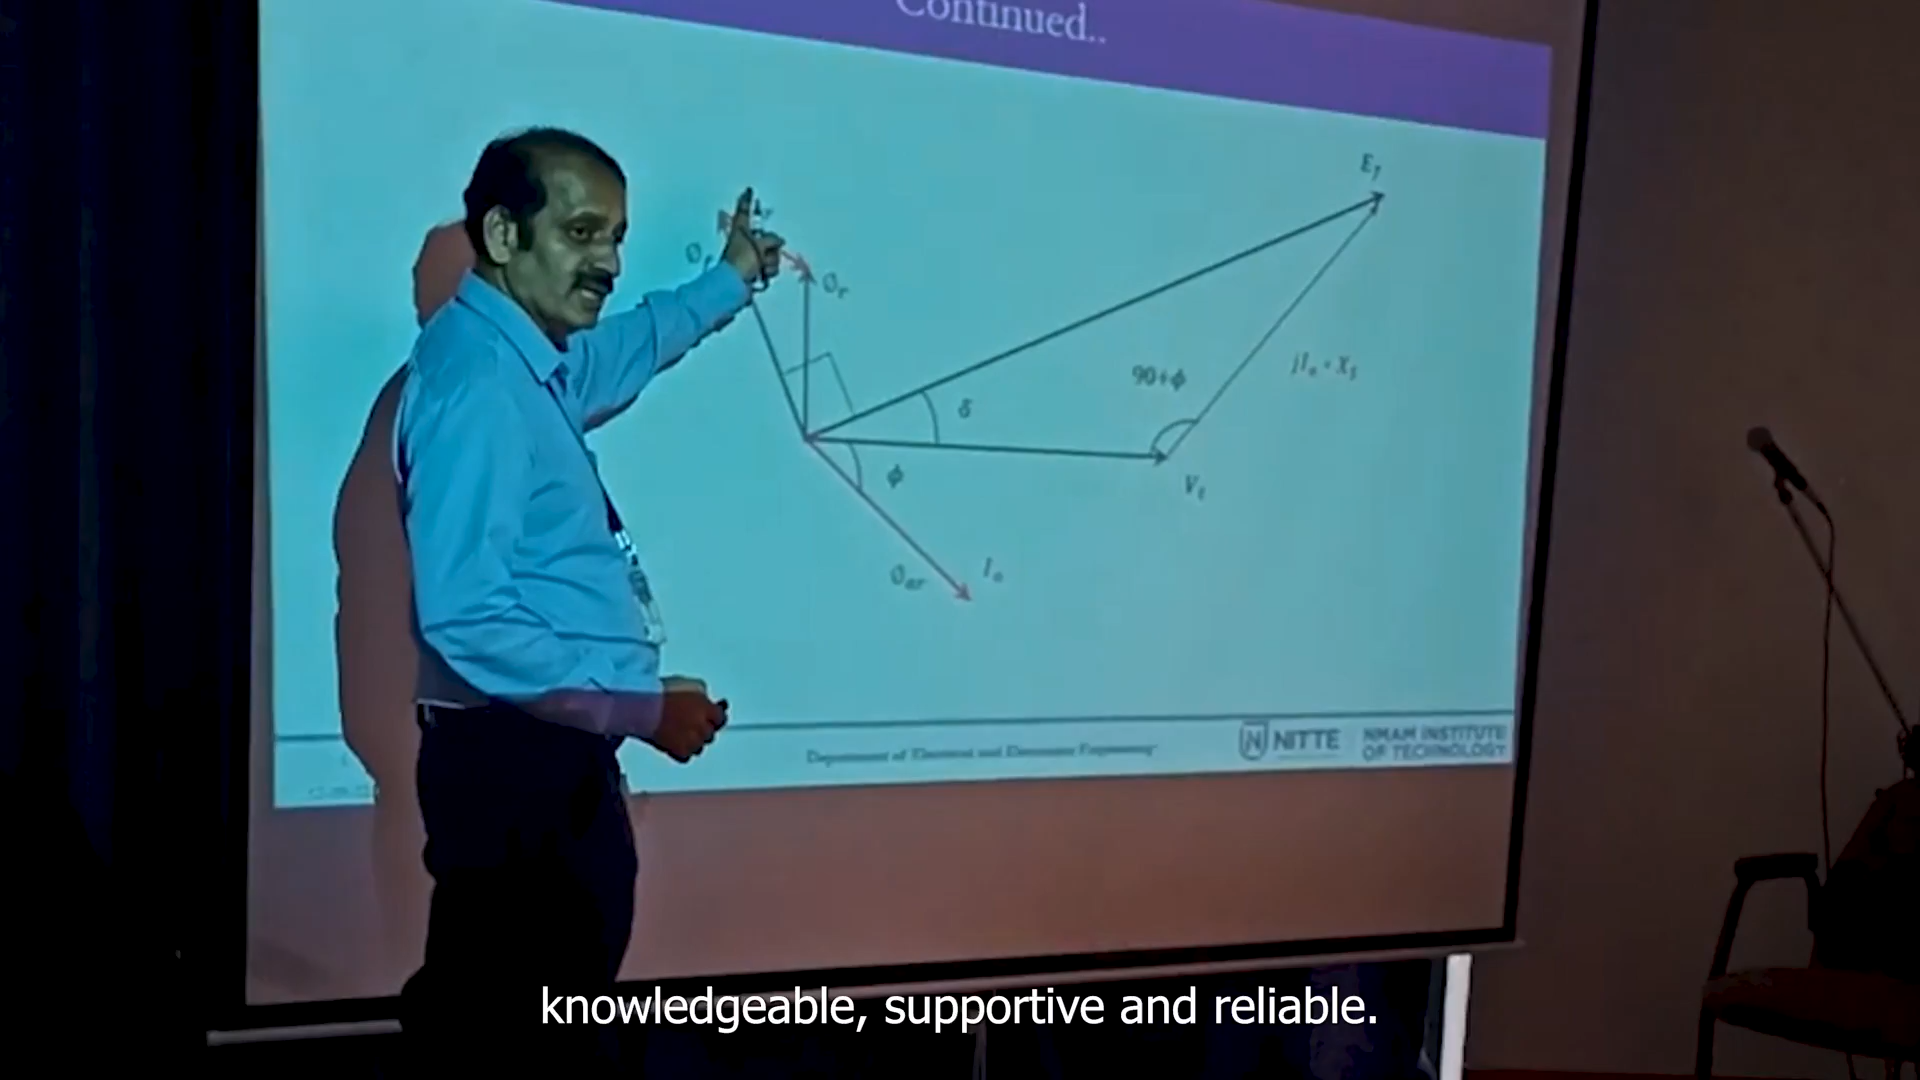 Continued..
E_f
Ø_f
Ø_r
90+ϕ
jI_a * X_s
δ
ϕ
V_t
Ø_ar
I_a
Department of Electrical and Electronics Engineering
NITTE
NMAM INSTITUTE
OF TECHNOLOGY
knowledgeable, supportive and reliable.